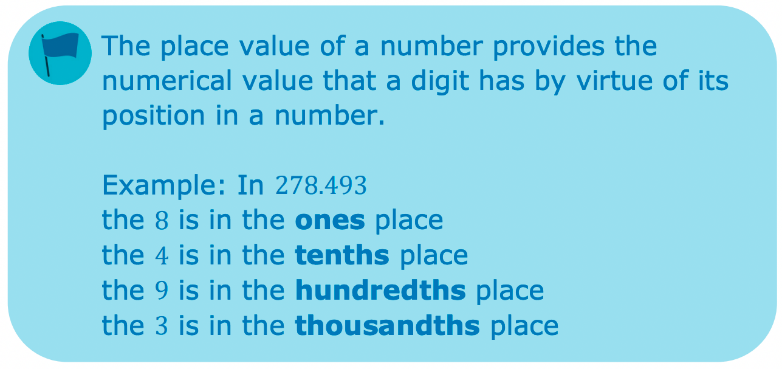 The place value of a number provides the
numerical value that a digit has by virtue of its
position in a number.
Example: In 278.493
the 8 is in the ones place
the 4 is in the tenths place
the 9 is in the hundredths place
the 3 is in the thousandths place